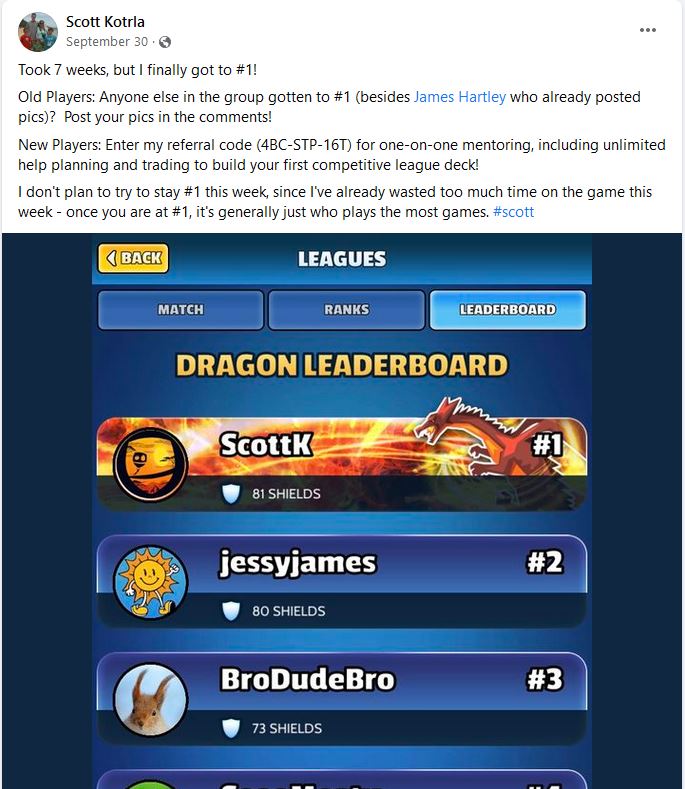 Scott Kotrla
September 30 ·
Took 7 weeks, but I finally got to #1!
Old Players: Anyone else in the group gotten to #1 (besides James Hartley who already posted
pics)? Post your pics in the comments!
New Players: Enter my referral code (4BC-STP-16T) for one-on-one mentoring, including unlimited
help planning and trading to build your first competitive league deck!
I don't plan to try to stay #1 this week, since I've already wasted too much time on the game this
week - once you are at #1, it's generally just who plays the most games. #scott
BACK
LEAGUES
MATCH
RANKS
LEADERBOARD
DRAGON LEADERBOARD
ScottK
#1
81 SHIELDS
jessyjames
#2
80 SHIELDS
BroDudeBro
#3
73 SHIELDS